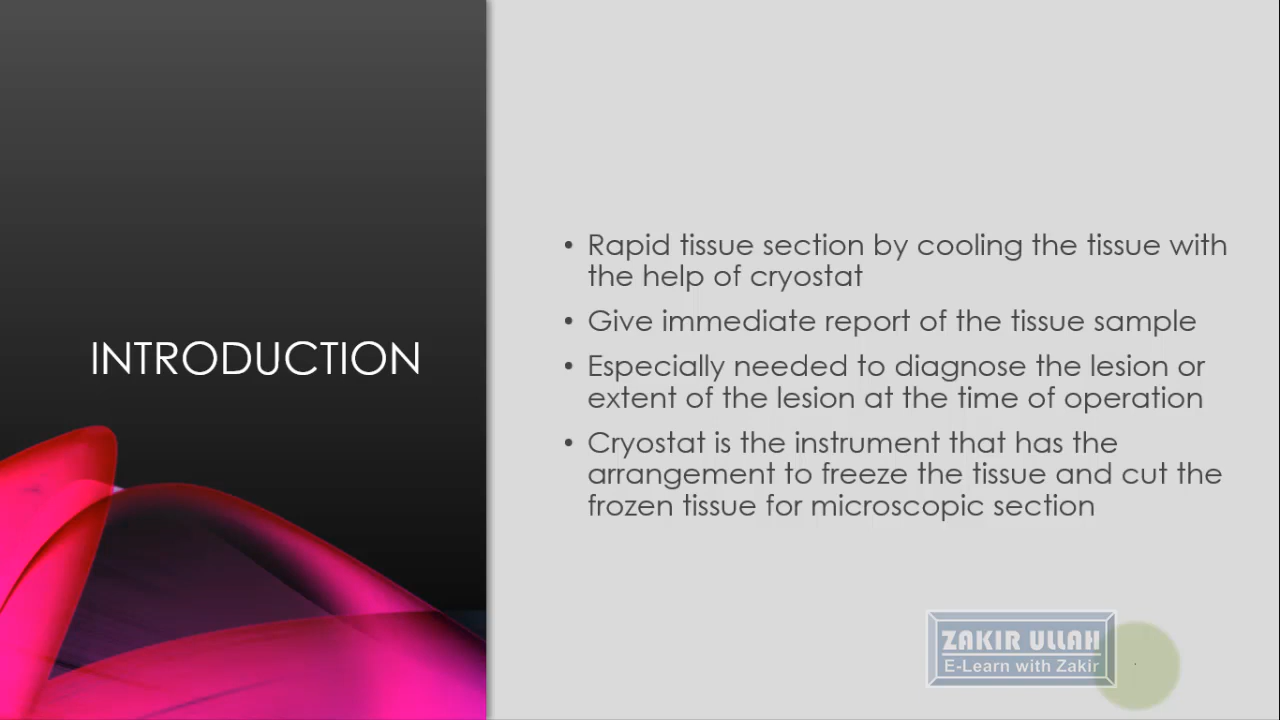 INTRODUCTION
• Rapid tissue section by cooling the tissue with
the help of cryostat
• Give immediate report of the tissue sample
• Especially needed to diagnose the lesion or
extent of the lesion at the time of operation
• Cryostat is the instrument that has the
arrangement to freeze the tissue and cut the
frozen tissue for microscopic section
ZAKIR ULLAH
E-Learn with Zakir